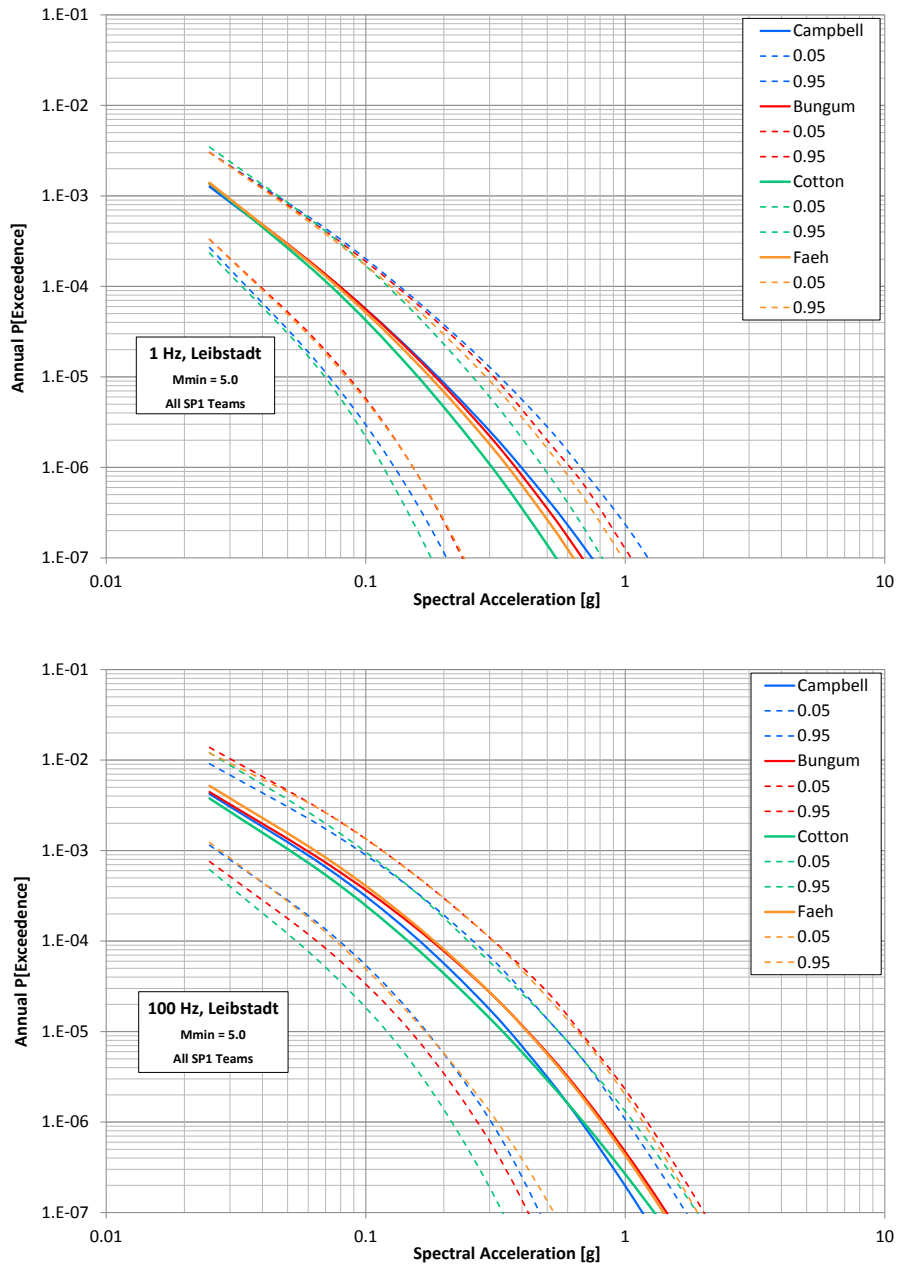 1.E-01
1.E-02
1.E-03
1.E-04
1.E-05
1.E-06
1.E-07
Annual P[Exceedence]
0.01
0.1
1
10
Spectral Acceleration [g]
1 Hz, Leibstadt
Mmin = 5.0
All SP1 Teams
Campbell
0.05
0.95
Bungum
0.05
0.95
Cotton
0.05
0.95
Faeh
0.05
0.95
1.E-01
1.E-02
1.E-03
1.E-04
1.E-05
1.E-06
1.E-07
Annual P[Exceedence]
0.01
0.1
1
10
Spectral Acceleration [g]
100 Hz, Leibstadt
Mmin = 5.0
All SP1 Teams
Campbell
0.05
0.95
Bungum
0.05
0.95
Cotton
0.05
0.95
Faeh
0.05
0.95